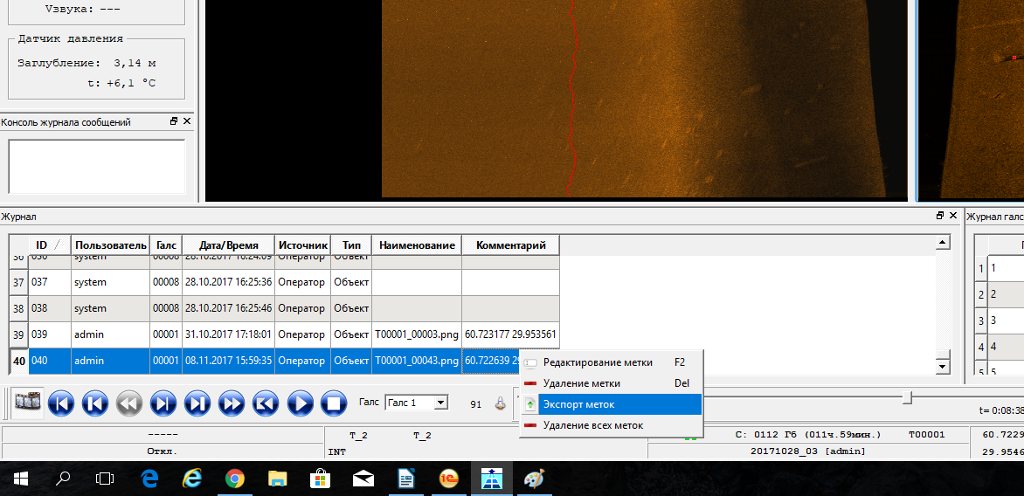 Vзвука: ---
Датчик давления
Заглубление: 3,14 м
t: +6,1 °C
Консоль журнала сообщений
Журнал
Журнал галс
ID Пользователь Галс Дата/Время Источник Тип Наименование Комментарий
36 036 system 00008 28.10.2017 16:24:09 Оператор Объект
37 037 system 00008 28.10.2017 16:25:36 Оператор Объект
38 038 system 00008 28.10.2017 16:25:46 Оператор Объект
39 039 admin 00001 31.10.2017 17:18:01 Оператор Объект T00001_00003.png 60.723177 29.953561
40 040 admin 00001 08.11.2017 15:59:35 Оператор Объект T00001_00043.png 60.722639
1 1
2 2
3 3
4 4
5 5
Редактирование метки F2
Удаление метки Del
Экспорт меток
Удаление всех меток
Галс Галс 1 91
t= 0:08:38
----- T_2 T_2 С: 0112 Гб (011ч.59мин.) T00001 60.7229
Откл. INT 20171028_03 [admin] 29.9546
1С